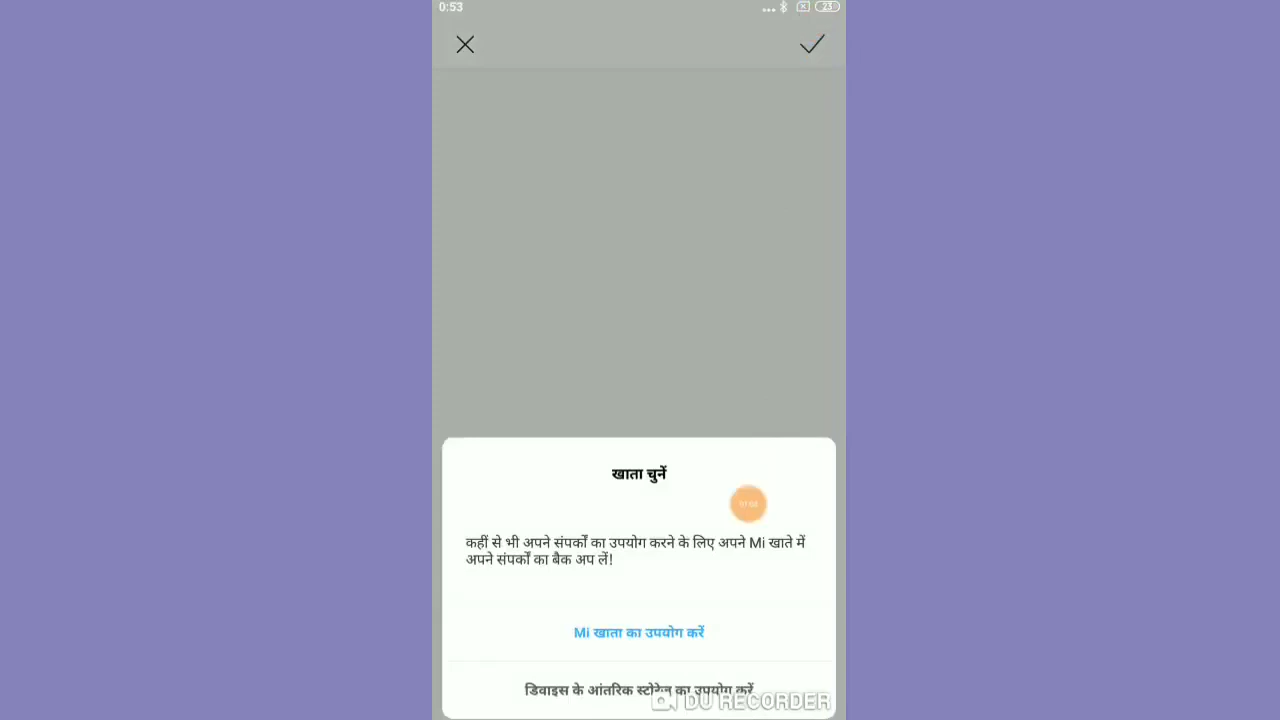 0:53
23
खाता चुनें
कहीं से भी अपने संपर्कों का उपयोग करने के लिए अपने Mi खाते में
अपने संपर्कों का बैक अप लें!
Mi खाता का उपयोग करें
डिवाइस के आंतरिक स्टोरेज का उपयोग करें
DU RECORDER